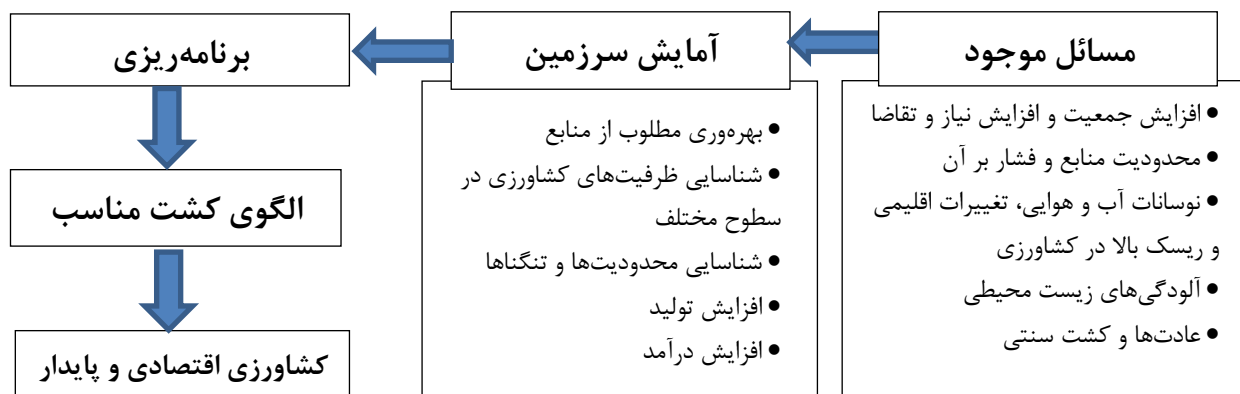 مسائل موجود
• افزایش جمعیت و افزایش نیاز و تقاضا
• محدودیت منابع و فشار بر آن
• نوسانات آب و هوایی، تغییرات اقلیمی
و ریسک بالا در کشاورزی
• آلودگی‌های زیست محیطی
• عادت‌ها و کشت سنتی
آمایش سرزمین
• بهره‌وری مطلوب از منابع
• شناسایی ظرفیت‌های کشاورزی در
سطوح مختلف
• شناسایی محدودیت‌ها و تنگناها
• افزایش تولید
• افزایش درآمد
برنامه‌ریزی
الگوی کشت مناسب
کشاورزی اقتصادی و پایدار